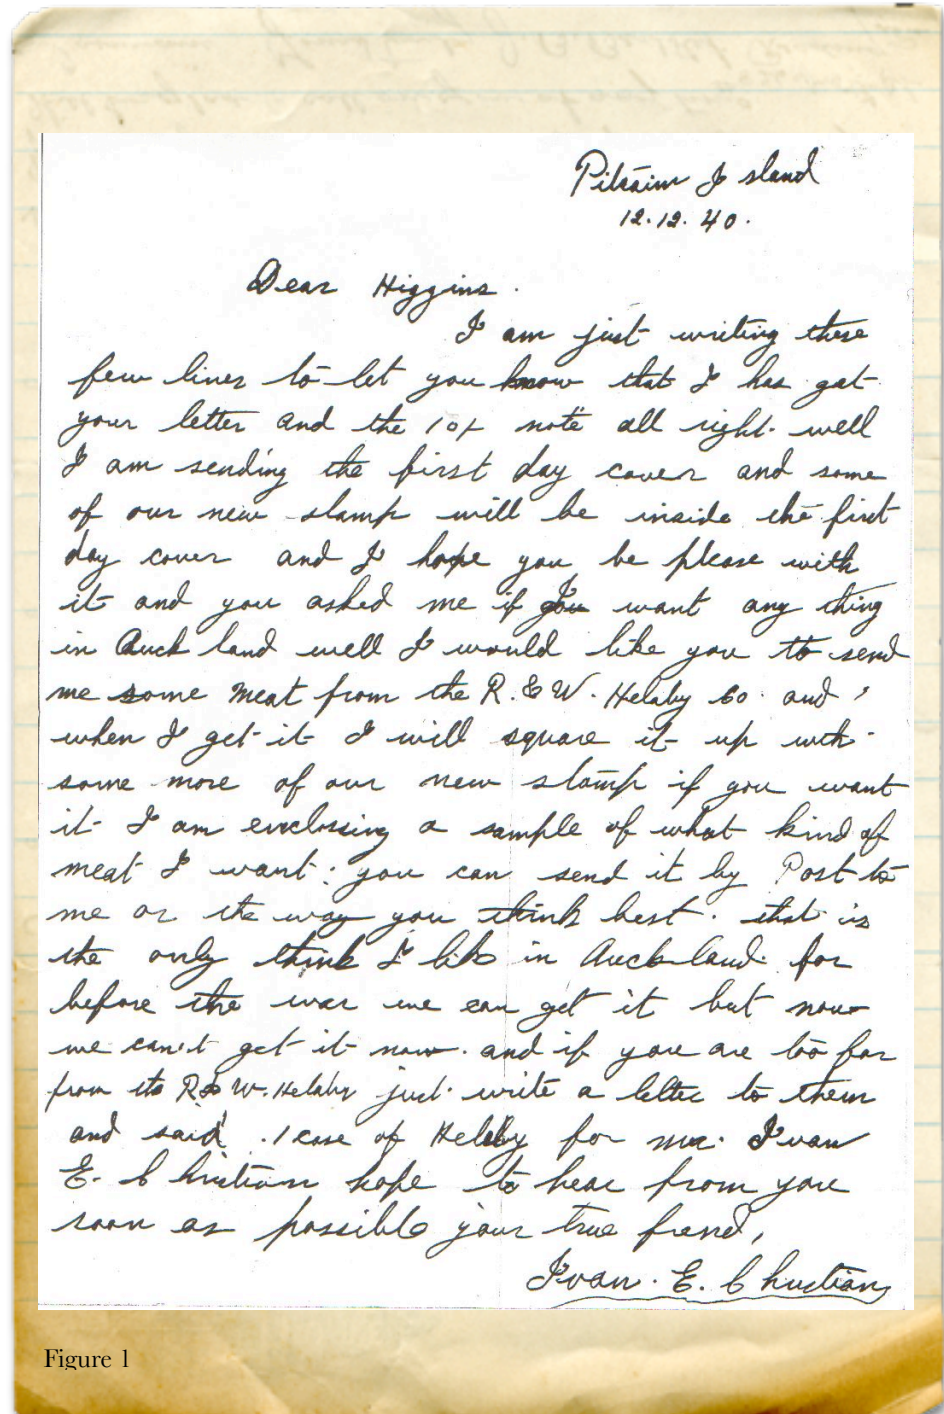 Pitcairn Island
12.12.40.
Dear Higgins.
I am just writing these
few lines to let you know that I has got
your letter and the 10/- note all right. well
I am sending the first day cover and some
of our new stamp will be inside the first
day cover and I hope you be please with
it and you asked me if I want any thing
in Auck land well I would like you to send
me some meat from the R. & W. Hellaby Co. and
when I get it I will square it up with
some more of our new stamp if you want
it I am enclosing a sample of what kind of
meat I want: you can send it by Post to
me or the way you think best. that is
the only think I like in Auckland. for
before the war we can get it but now
we can't get it now. and if you are too far
from R & W. Hellaby just write a letter to them
and said 1 case of for Mr. Ivan
E. Christian hope to hear from you
soon as possible your true friend,
Ivan. E. Christian
Figure 1